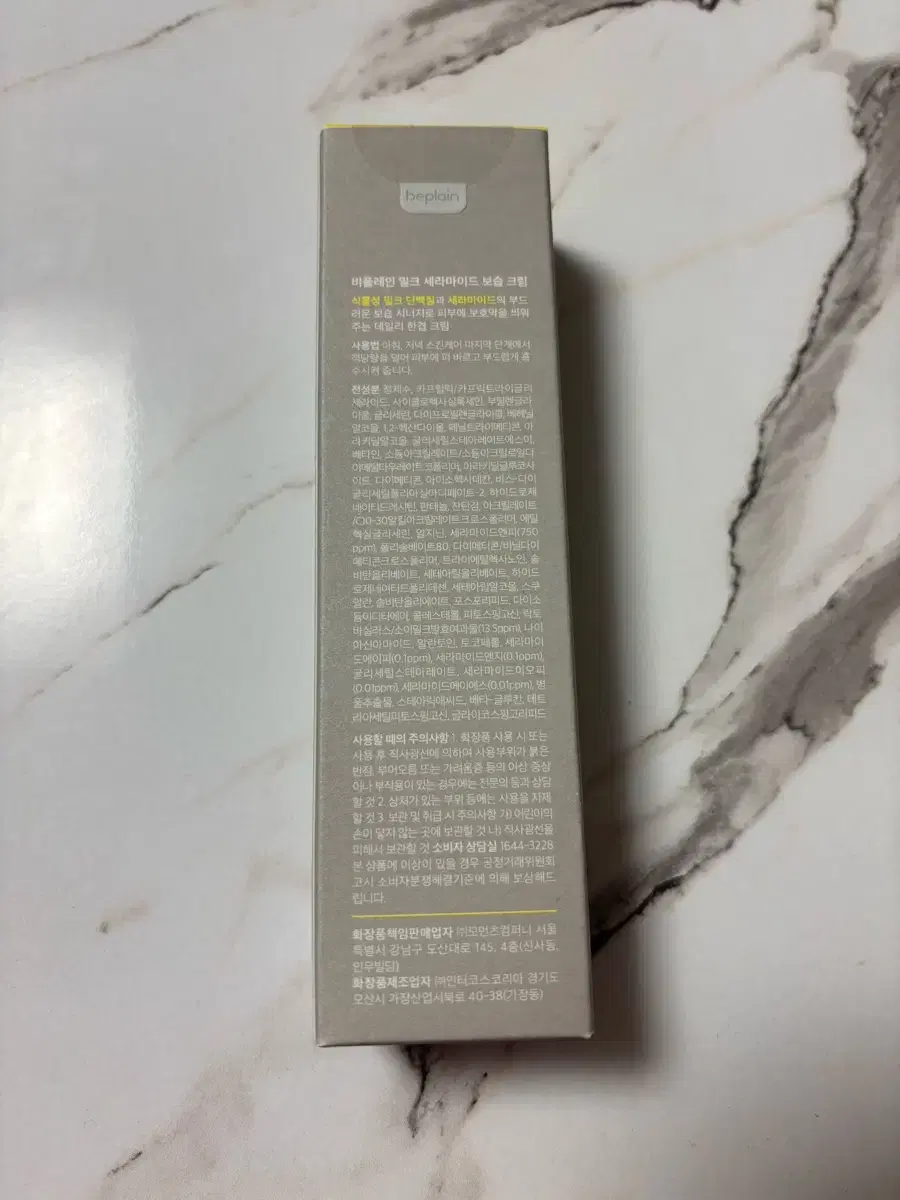 beplain
비플레인 밀크 세라마이드 보습 크림
식물성 밀크 단백질과 세라마이드의 부드
러운 보습 시너지로 피부에 보호막을 씌워
주는 데일리 한겹 크림
사용법 아침, 저녁 스킨케어 마지막 단계에서
적당량을 덜어 피부에 펴 바르고 부드럽게 흡
수시켜 줍니다.
전성분 정제수, 카프릴릭/카프릭트라이글리
세라이드, 사이클로헥사실록세인, 부틸렌글라
이콜, 글리세린, 다이프로필렌글라이콜, 베헤닐
알코올, 1,2-헥산다이올, 페닐트라이메티콘, 아
라키딜알코올, 글리세릴스테아레이트에스이,
베타인, 소듐아크릴레이트/소듐아크릴로일다
이메틸타우레이트코폴리머, 아라키딜글루코사
이드, 다이메티콘, 아이소헥사데칸, 비스-다이
글리세릴폴리아실아디페이트-2, 하이드로제
네이티드레시틴, 판테놀, 잔탄검, 아크릴레이트
/C10-30알킬아크릴레이트크로스폴리머, 에틸
헥실글리세린, 알지닌, 세라마이드엔피(750
ppm), 폴리솔베이트80, 다이메티콘/비닐다이
메티콘크로스폴리머, 트라이에틸헥사노인, 솔
비탄올리베이트, 세테아릴올리베이트, 하이드
로제네이티드폴리데센, 세테아릴알코올, 스쿠
알란, 솔비탄올리에이트, 포스포리피드, 다이소
듐이디티에이, 콜레스테롤, 피토스핑고신, 락토
바실러스/소이밀크발효여과물(13.5ppm), 나이
아신아마이드, 알란토인, 토코페롤, 세라마이
드에이피(0.1ppm), 세라마이드엔지(0.1ppm),
글리세릴스테아레이트, 세라마이드이오피
(0.01ppm), 세라마이드에이에스(0.01ppm), 병
풀추출물, 스테아릭애씨드, 베타-글루칸, 테트
라아세틸피토스핑고신, 글라이코스핑고리피드
사용할 때의 주의사항 1. 화장품 사용 시 또는
사용 후 직사광선에 의하여 사용부위가 붉은
반점, 부어오름 또는 가려움증 등의 이상 증상
이나 부작용이 있는 경우에는 전문의 등과 상담
할 것 2. 상처가 있는 부위 등에는 사용을 자제
할 것 3. 보관 및 취급 시 주의사항 가) 어린이의
손이 닿지 않는 곳에 보관할 것 나) 직사광선을
피해서 보관할 것 소비자 상담실 1644-3228
본 상품에 이상이 있을 경우 공정거래위원회
고시 소비자분쟁해결기준에 의해 보상해드
립니다.
화장품책임판매업자 ㈜모먼츠컴퍼니 서울
특별시 강남구 도산대로 145, 4층(신사동,
인우빌딩)
화장품제조업자 ㈜인터코스코리아 경기도
오산시 가장산업서북로 40-38(가장동)